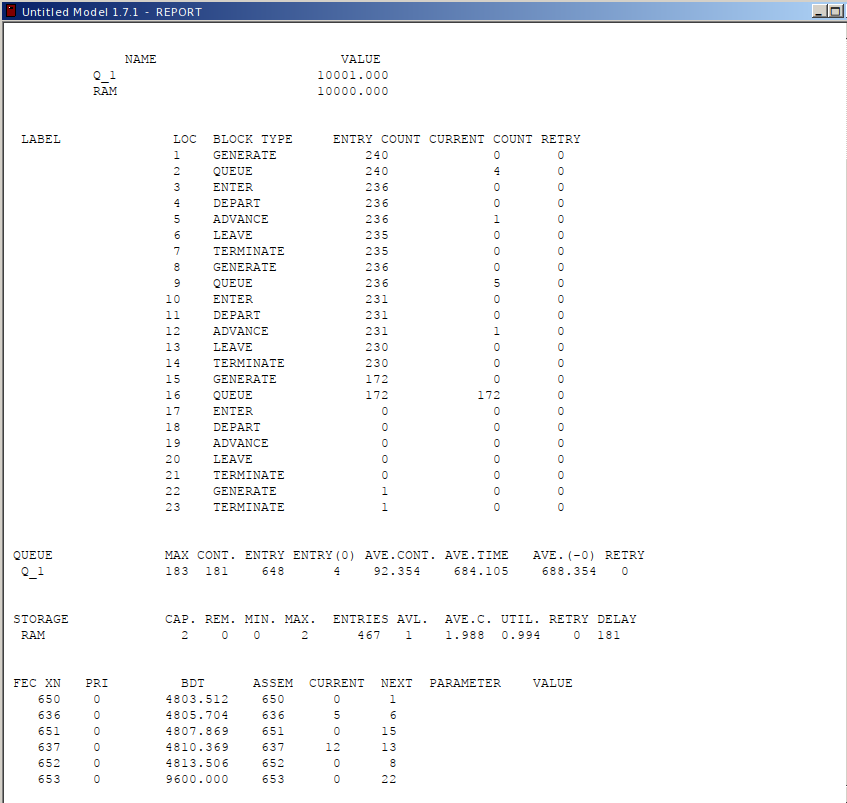 Untitled Model 1.7.1 - REPORT
NAME VALUE
Q_1 10001.000
RAM 10000.000
LABEL LOC BLOCK TYPE ENTRY COUNT CURRENT COUNT RETRY
1 GENERATE 240 0 0
2 QUEUE 240 4 0
3 ENTER 236 0 0
4 DEPART 236 0 0
5 ADVANCE 236 1 0
6 LEAVE 235 0 0
7 TERMINATE 235 0 0
8 GENERATE 236 0 0
9 QUEUE 236 5 0
10 ENTER 231 0 0
11 DEPART 231 0 0
12 ADVANCE 231 1 0
13 LEAVE 230 0 0
14 TERMINATE 230 0 0
15 GENERATE 172 0 0
16 QUEUE 172 172 0
17 ENTER 0 0 0
18 DEPART 0 0 0
19 ADVANCE 0 0 0
20 LEAVE 0 0 0
21 TERMINATE 0 0 0
22 GENERATE 1 0 0
23 TERMINATE 1 0 0
QUEUE MAX CONT. ENTRY ENTRY(0) AVE.CONT. AVE.TIME AVE.(-0) RETRY
Q_1 183 181 648 4 92.354 684.105 688.354 0
STORAGE CAP. REM. MIN. MAX. ENTRIES AVL. AVE.C. UTIL. RETRY DELAY
RAM 2 0 0 2 467 1 1.988 0.994 0 181
FEC XN PRI BDT ASSEM CURRENT NEXT PARAMETER VALUE
650 0 4803.512 650 0 1
636 0 4805.704 636 5 6
651 0 4807.869 651 0 15
637 0 4810.369 637 12 13
652 0 4813.506 652 0 8
653 0 9600.000 653 0 22